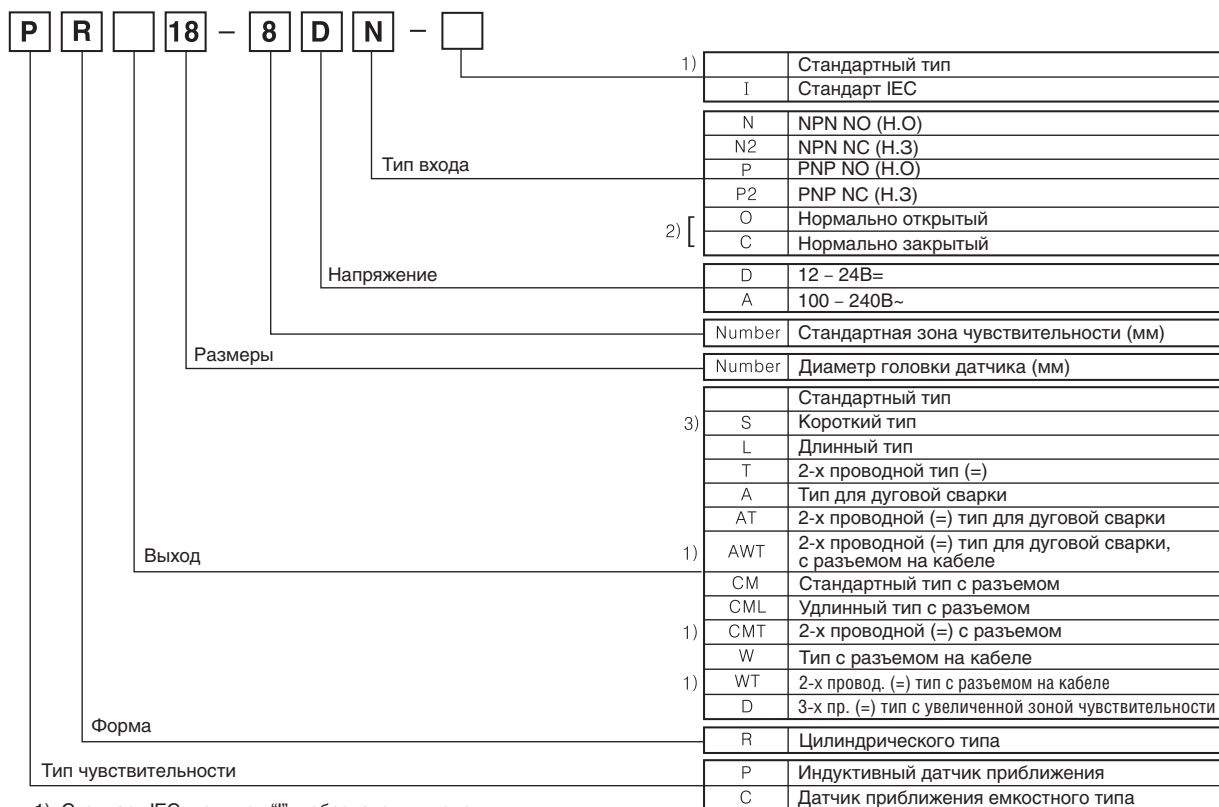 P R 18 – 8 D N –
1) Стандартный тип
I Стандарт IEC
N NPN NO (Н.О)
N2 NPN NC (Н.З)
Тип входа
P PNP NO (Н.О)
P2 PNP NC (Н.З)
2) [ O Нормально открытый
C Нормально закрытый
Напряжение
D 12 – 24В=
A 100 – 240В~
Number Стандартная зона чувствительности (мм)
Размеры
Number Диаметр головки датчика (мм)
Стандартный тип
3) S Короткий тип
L Длинный тип
T 2-х проводной тип (=)
A Тип для дуговой сварки
AT 2-х проводной (=) тип для дуговой сварки
Выход
1) AWT 2-х проводной (=) тип для дуговой сварки,
с разъемом на кабеле
CM Стандартный тип с разъемом
CML Удлинный тип с разъемом
1) CMT 2-х проводной (=) с разъемом
W Тип с разъемом на кабеле
1) WT 2-х провод. (=) тип с разъемом на кабеле
D 3-х пр. (=) тип с увеличенной зоной чувствительности
Форма
R Цилиндрического типа
Тип чувствительности
P Индуктивный датчик приближения
C Датчик приближения емкостного типа
1)